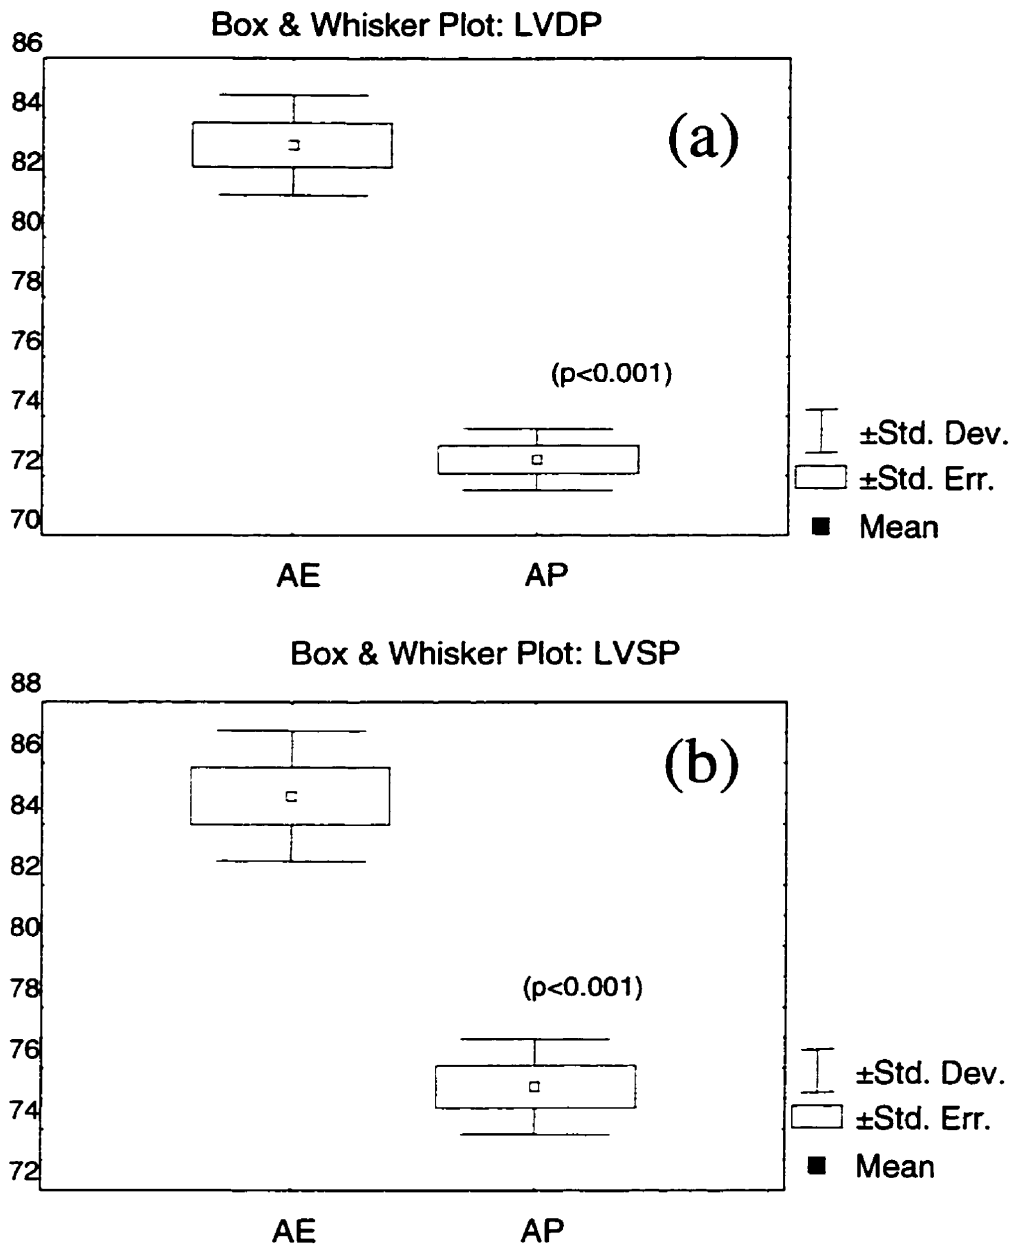 Box & Whisker Plot: LVDP
86
84
82
80
78
76
74
72
70
(a)
(p<0.001)
±Std. Dev.
±Std. Err.
Mean
AE AP
Box & Whisker Plot: LVSP
88
86
84
82
80
78
76
74
72
(b)
(p<0.001)
±Std. Dev.
±Std. Err.
Mean
AE AP